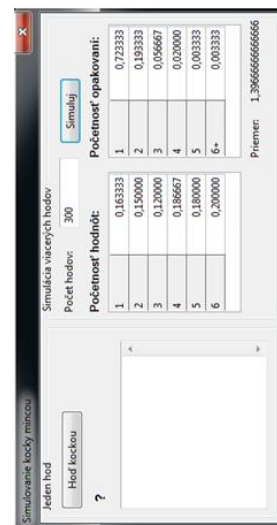 Simulovanie kocky mincou
Jeden hod
Hoď kockou
?
Simulácia viacerých hodov
Počet hodov: 300 Simuluj
Početnosť hodnôt:
1 0,163333
2 0,150000
3 0,120000
4 0,186667
5 0,180000
6 0,200000
Početnosť opakovaní:
1 0,723333
2 0,193333
3 0,056667
4 0,020000
5 0,003333
6+ 0,003333
Priemer: 1,39666666666666